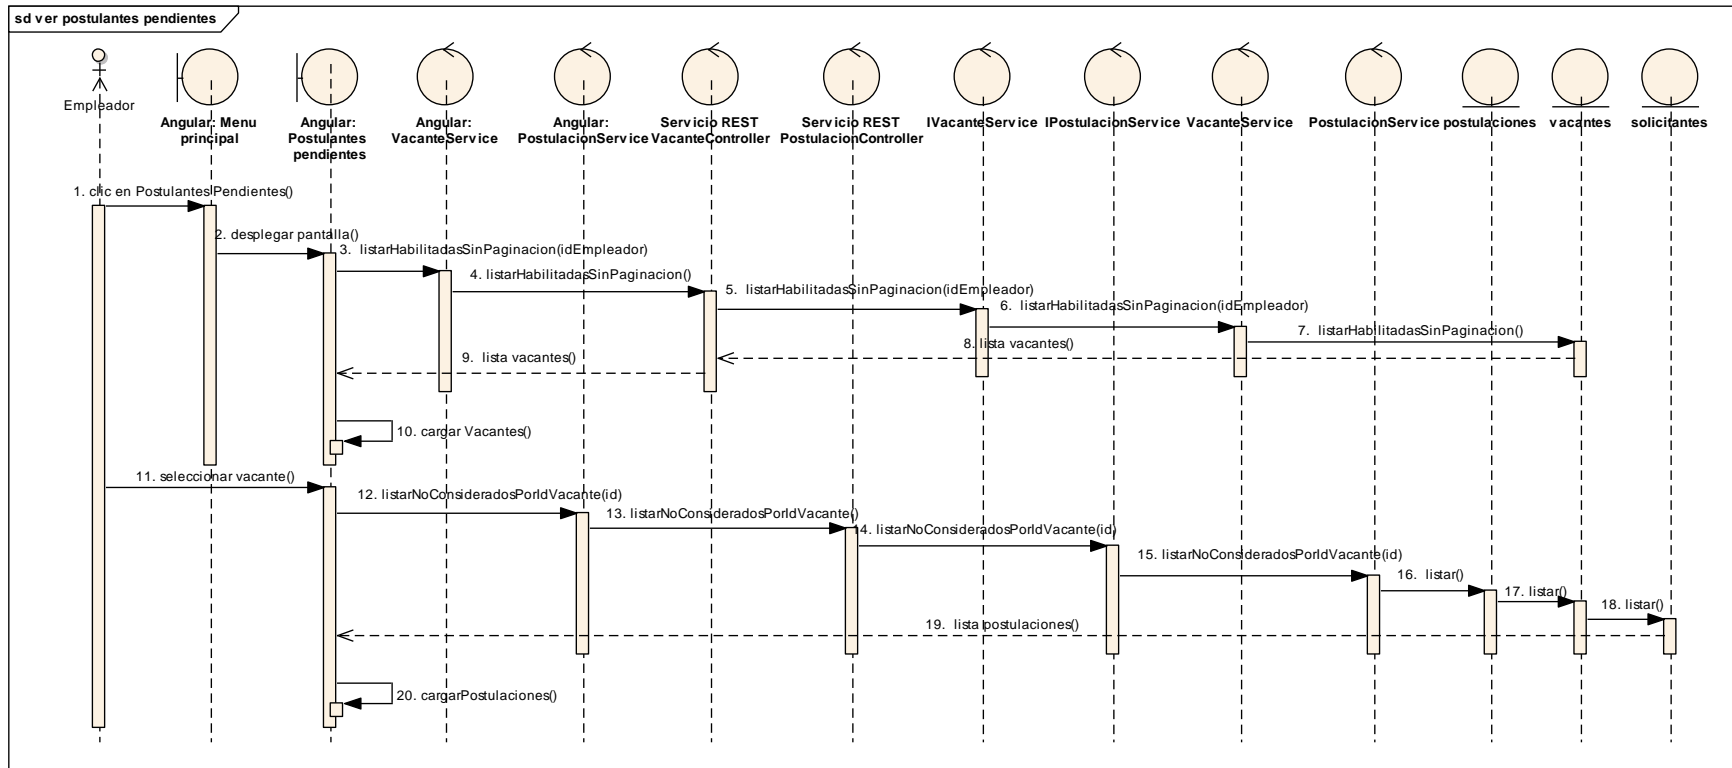 sd ver postulantes pendientes
Empleador
Angular: Menu
principal
Angular:
Postulantes
pendientes
Angular:
VacanteService
Angular:
PostulacionService
Servicio REST
VacanteController
Servicio REST
PostulacionController
IVacanteService
IPostulacionService
VacanteService
PostulacionService
postulaciones
vacantes
solicitantes
1. clic en Postulantes Pendientes()
2. desplegar pantalla()
3. listarHabilitadasSinPaginacion(idEmpleador)
4. listarHabilitadasSinPaginacion()
5. listarHabilitadasSinPaginacion(idEmpleador)
6. listarHabilitadasSinPaginacion(idEmpleador)
7. listarHabilitadasSinPaginacion()
8. lista vacantes()
9. lista vacantes()
10. cargar Vacantes()
11. seleccionar vacante()
12. listarNoConsideradosPorIdVacante(id)
13. listarNoConsideradosPorIdVacante()
14. listarNoConsideradosPorIdVacante(id)
15. listarNoConsideradosPorIdVacante(id)
16. listar()
17. listar()
18. listar()
19. lista postulaciones()
20. cargarPostulaciones()